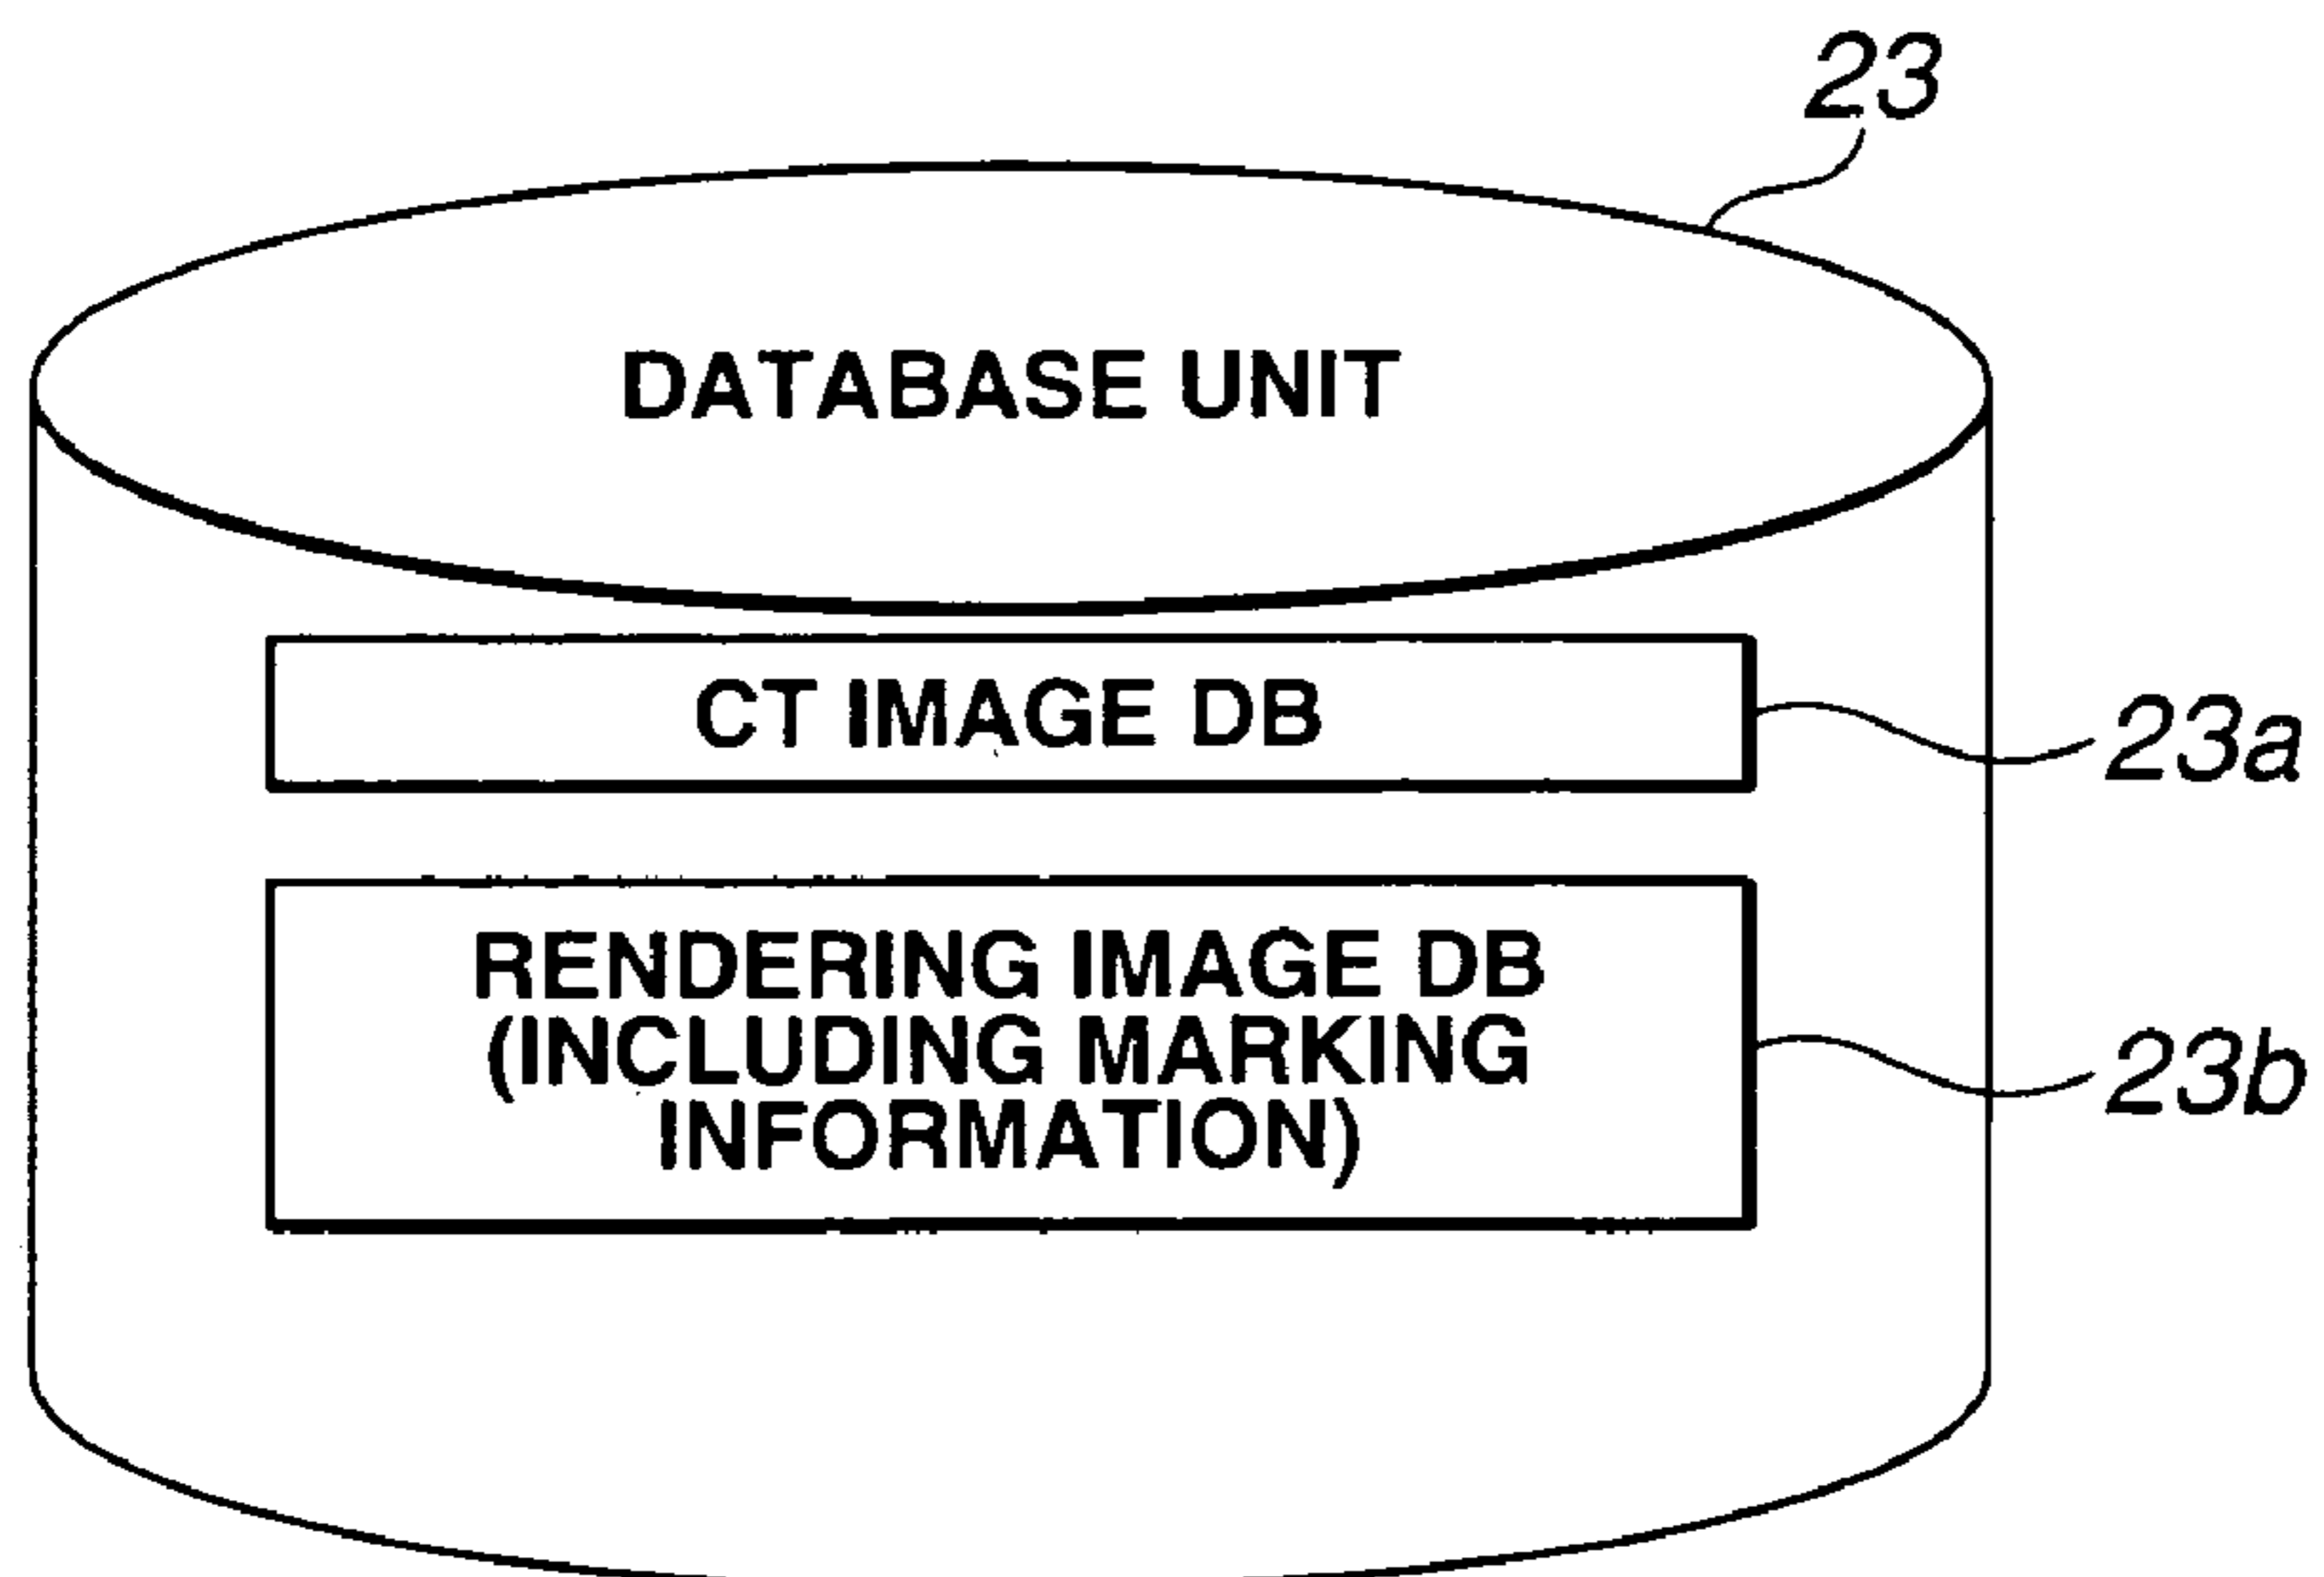 23
DATABASE UNIT
CT IMAGE DB
23a
RENDERING IMAGE DB
(INCLUDING MARKING
INFORMATION)
23b